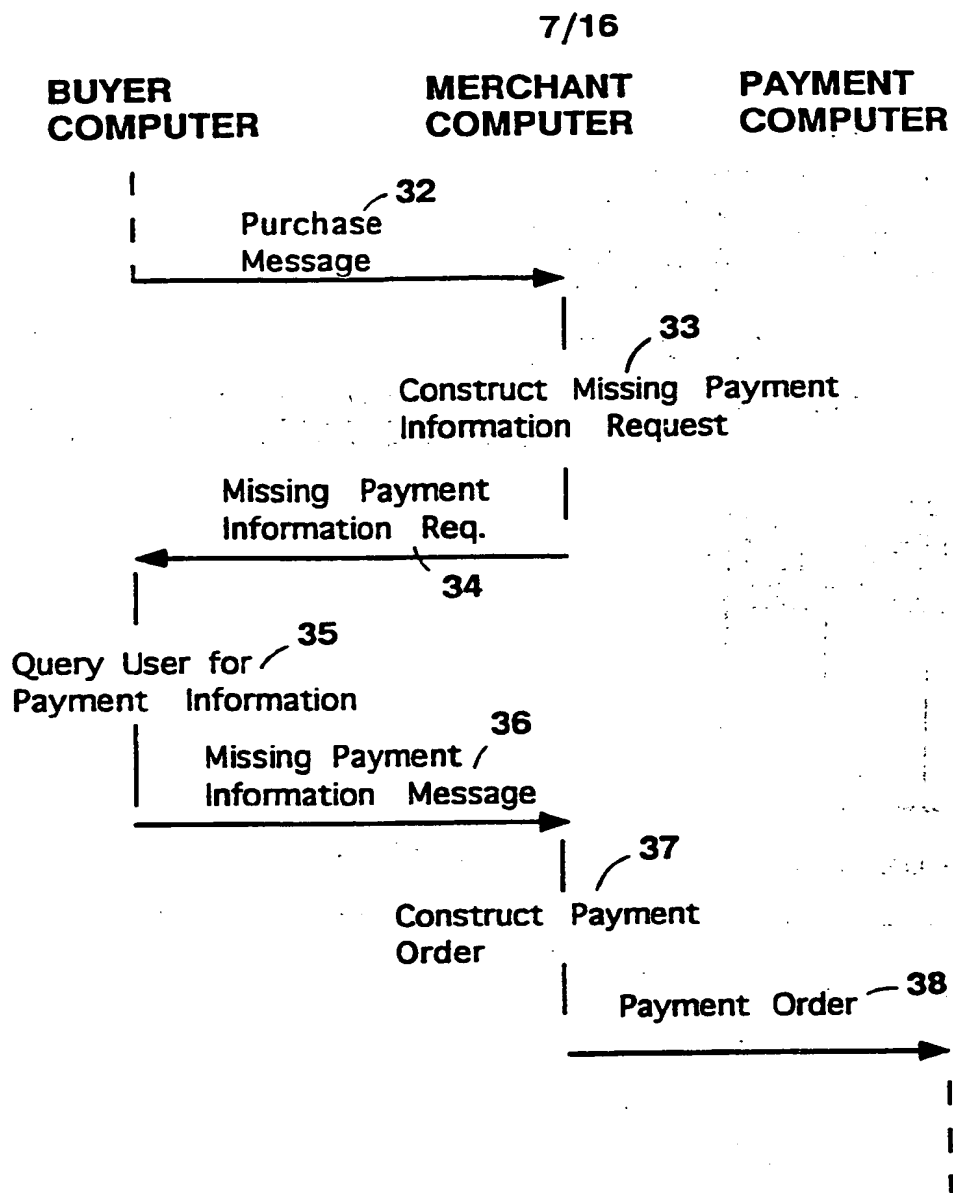 7/16
BUYER
COMPUTER
MERCHANT
COMPUTER
PAYMENT
COMPUTER
32
Purchase
Message
33
Construct Missing Payment
Information Request
Missing Payment
Information Req.
34
35
Query User for
Payment Information
36
Missing Payment
Information Message
37
Construct Payment
Order
38
Payment Order